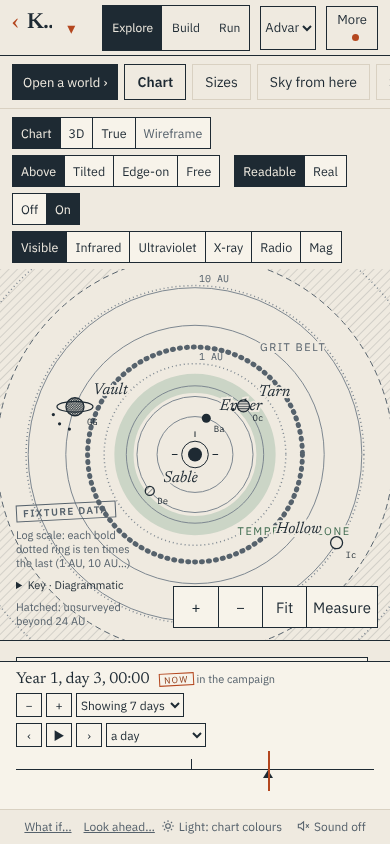 ‹ K.. ▾ Explore Build Run Advar More
Open a world › Chart Sizes Sky from here
Chart 3D True Wireframe
Above Tilted Edge-on Free Readable Real
Off On
Visible Infrared Ultraviolet X-ray Radio Mag
10 AU
GRIT BELT
1 AU
Vault
Tarn
Oc
Ba
Sable
De
Hollow
Ic
FIXTURE DATA
Log scale: each bold
dotted ring is ten times
the last (1 AU, 10 AU…)
Key · Diagrammatic
Hatched: unsurveyed
beyond 24 AU
+ − Fit Measure
Year 1, day 3, 00:00 NOW in the campaign
− + Showing 7 days
‹ ▶ › a day
What if… Look ahead… Light: chart colours Sound off